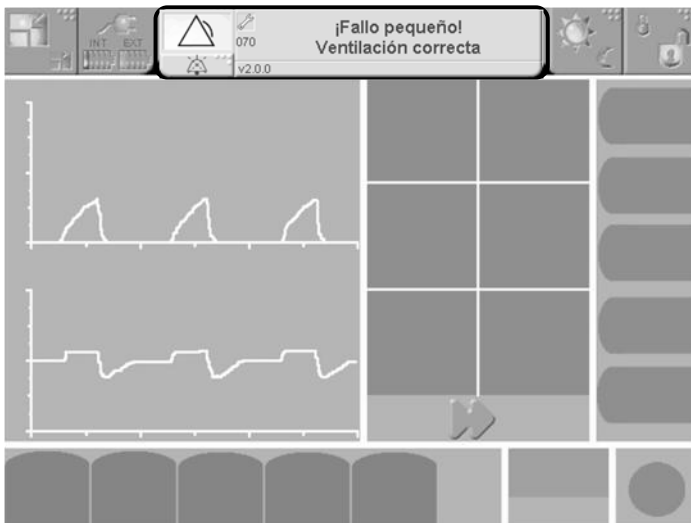 INT EXT
070
¡Fallo pequeño!
Ventilación correcta
v2.0.0